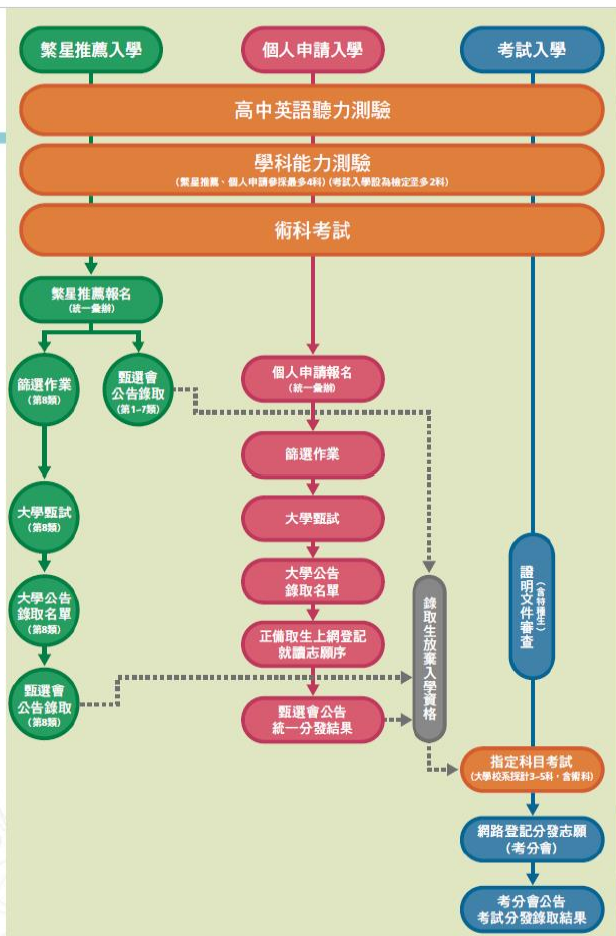 繁星推薦入學
個人申請入學
考試入學
高中英語聽力測驗
學科能力測驗
(繁星推薦、個人申請參採最多4科) (考試入學設為檢定至多2科)
術科考試
繁星推薦報名
(統一彙辦)
篩選作業
(第8類)
甄選會
公告錄取
(第1~7類)
大學甄試
(第8類)
大學公告
錄取名單
(第8類)
甄選會
公告錄取
(第8類)
個人申請報名
(統一彙辦)
篩選作業
大學甄試
大學公告
錄取名單
正備取生上網登記
就讀志願序
甄選會公告
統一分發結果
錄取生放棄入學資格
證明文件審查
(含特種生)
指定科目考試
(大學校系採計3~5科,含術科)
網路登記分發志願
(考分會)
考分會公告
考試分發錄取結果